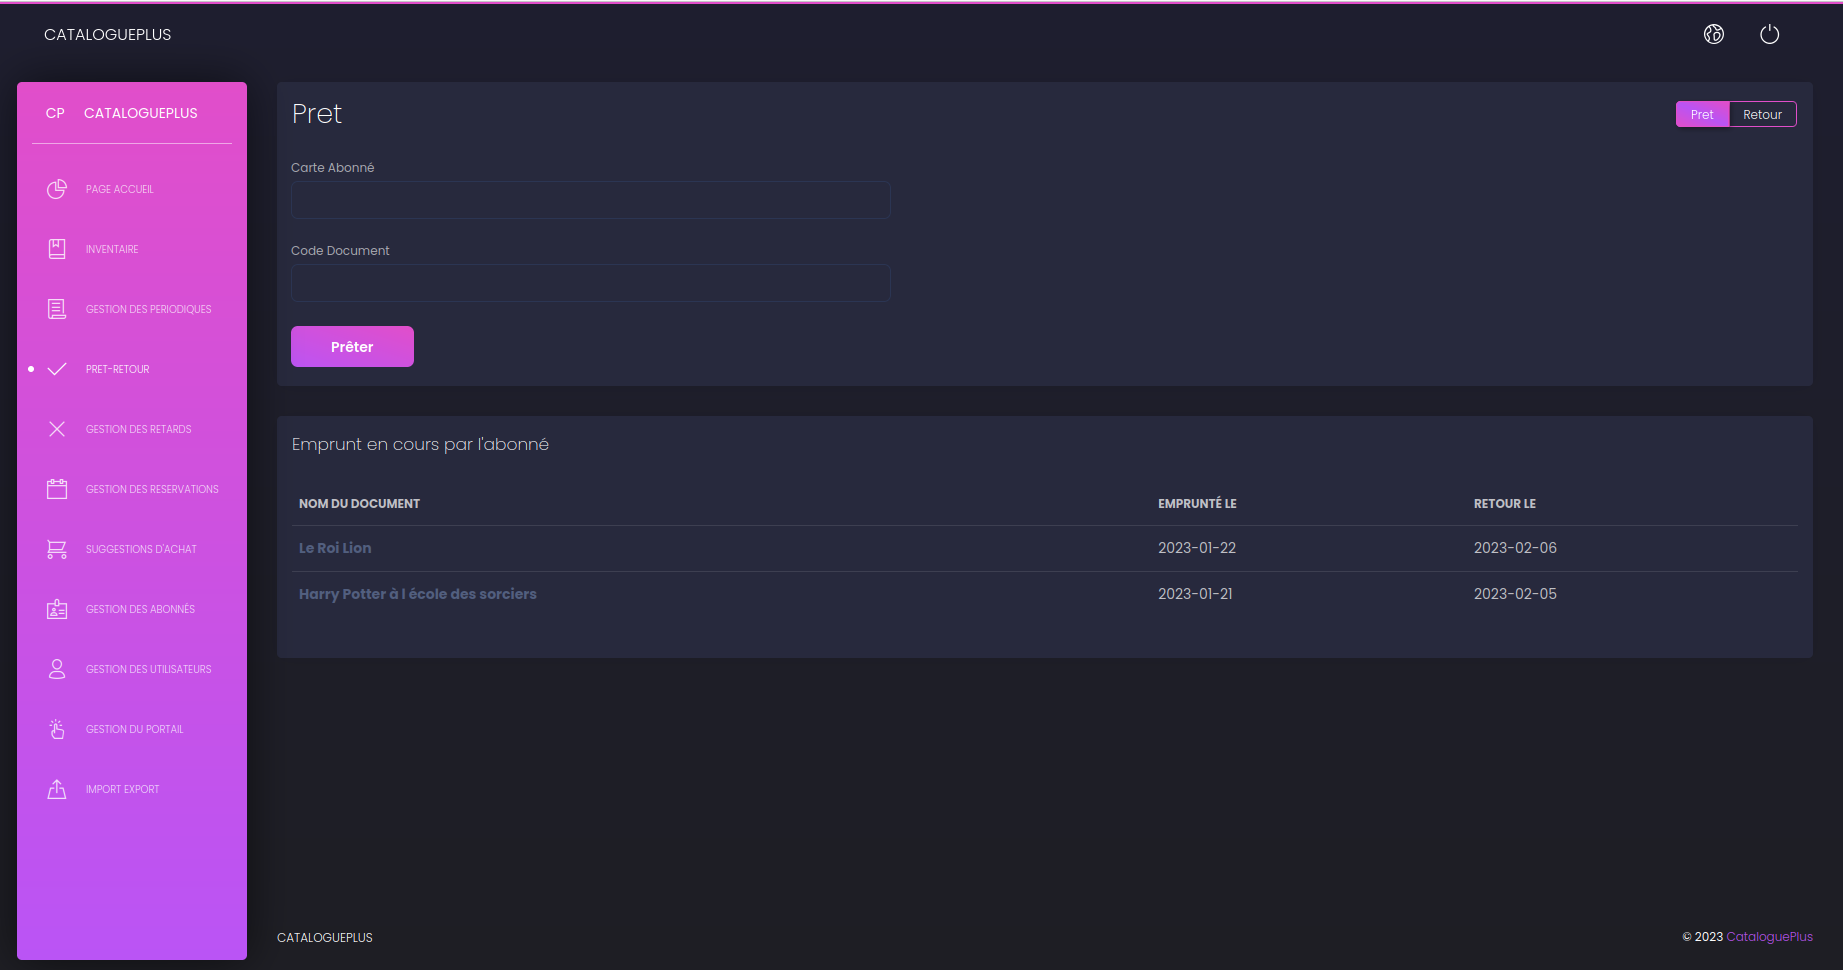 CATALOGUEPLUS
CP CATALOGUEPLUS
PAGE ACCUEIL
INVENTAIRE
GESTION DES PERIODIQUES
PRET-RETOUR
GESTION DES RETARDS
GESTION DES RESERVATIONS
SUGGESTIONS D'ACHAT
GESTION DES ABONNÉS
GESTION DES UTILISATEURS
GESTION DU PORTAIL
IMPORT EXPORT
Pret
Pret Retour
Carte Abonné
Code Document
Prêter
Emprunt en cours par l'abonné
NOM DU DOCUMENT EMPRUNTÉ LE RETOUR LE
Le Roi Lion 2023-01-22 2023-02-06
Harry Potter à l école des sorciers 2023-01-21 2023-02-05
CATALOGUEPLUS
© 2023 CataloguePlus